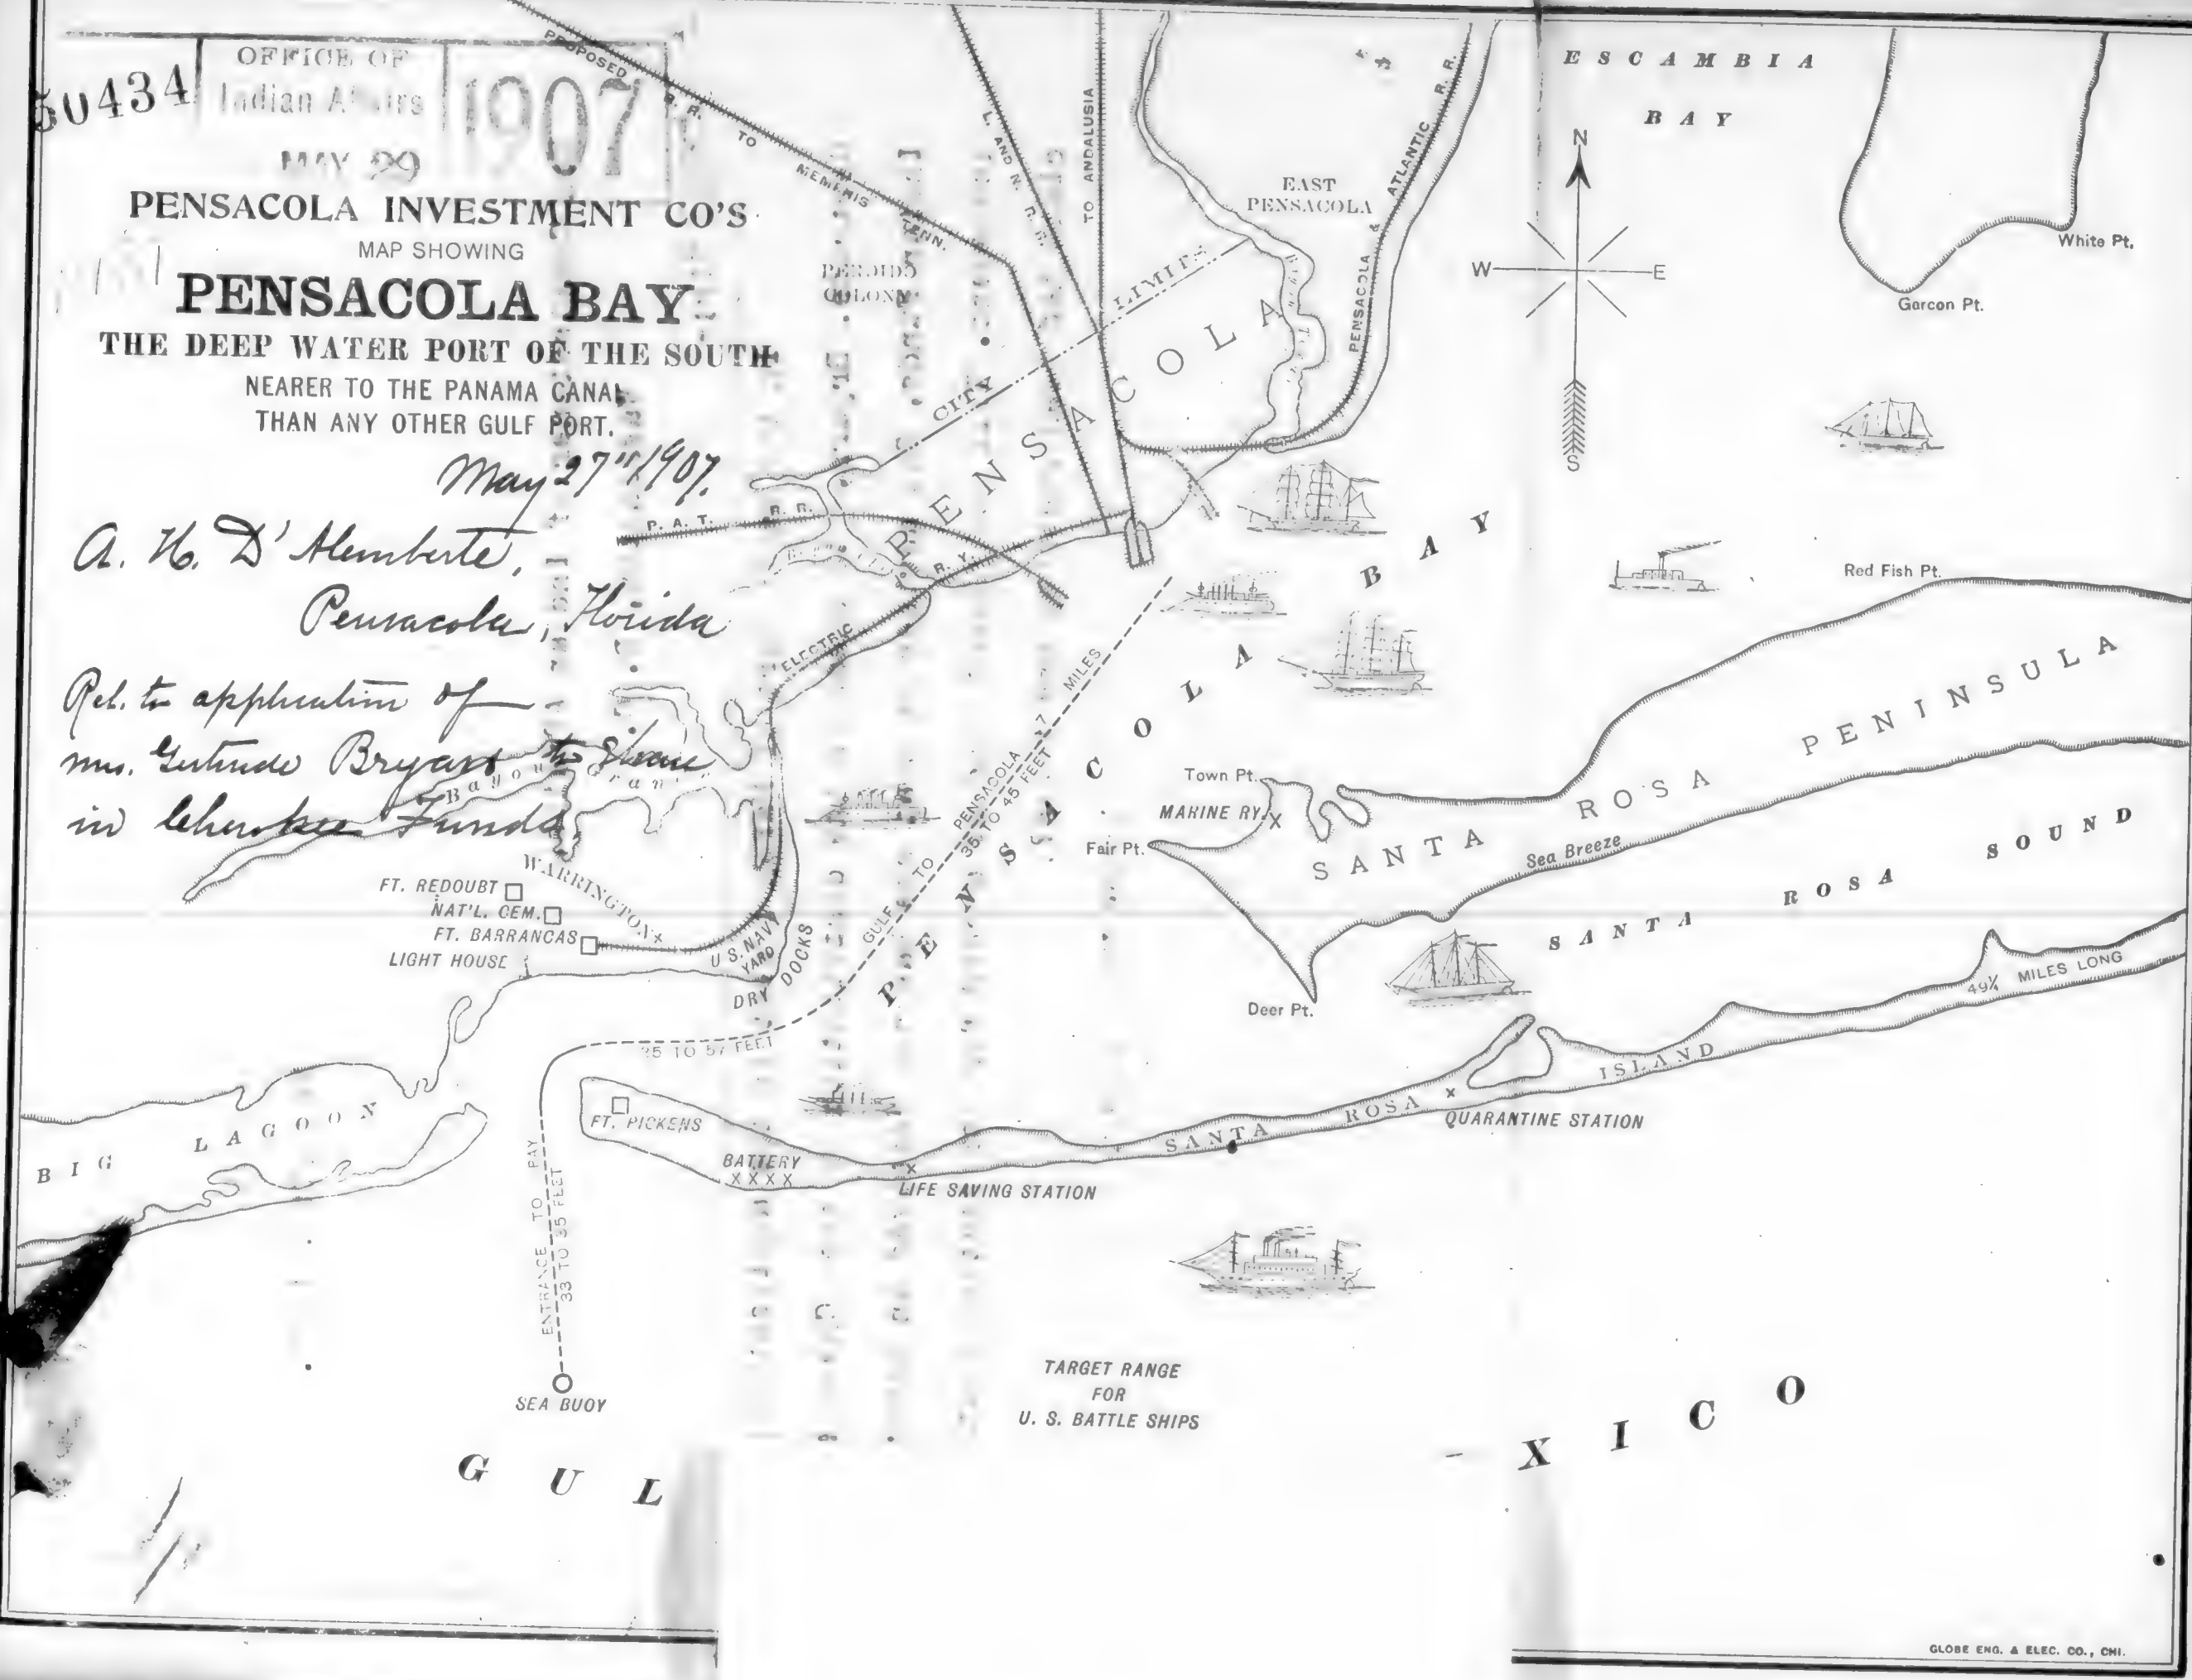 50434
OFFICE OF
Indian Affairs
MAY 29
1907
PENSACOLA INVESTMENT CO'S
MAP SHOWING
PENSACOLA BAY
THE DEEP WATER PORT OF THE SOUTH
NEARER TO THE PANAMA CANAL
THAN ANY OTHER GULF PORT.
May 27" 1907.
A. H. D'Alemberte,
Pensacola, Florida
Rel. to application of
Mrs. Gertrude Bryars to share
in Cherokee Funds.
PROPOSED R. R. TO MEMPHIS TENN.
L. AND N. R. R.
TO ANDALUSIA
PENSACOLA & ATLANTIC R. R.
EAST
PENSACOLA
PERDIDO
COLONY
CITY LIMITS
PENSACOLA
P. A. T. R. R.
ELECTRIC R. Y.
ESCAMBIA
BAY
N
W
E
S
White Pt.
Garcon Pt.
Red Fish Pt.
PENSACOLA BAY
GULF TO PENSACOLA 7 MILES
35 TO 45 FEET
Town Pt.
MARINE RY.
X
Fair Pt.
SANTA ROSA PENINSULA
Sea Breeze
SANTA ROSA SOUND
Deer Pt.
Bayou Grand
WARRINGTON
X
FT. REDOUBT
NAT'L. CEM.
FT. BARRANCAS
LIGHT HOUSE
U S. NAVY
YARD
DRY DOCKS
35 TO 57 FEET
BIG LAGOON
FT. PICKENS
BATTERY
X X X X
X
LIFE SAVING STATION
SANTA ROSA ISLAND
49¼ MILES LONG
X
QUARANTINE STATION
ENTRANCE TO BAY
33 TO 35 FEET
SEA BUOY
TARGET RANGE
FOR
U. S. BATTLE SHIPS
GUL
XICO
GLOBE ENG. & ELEC. CO., CHI.